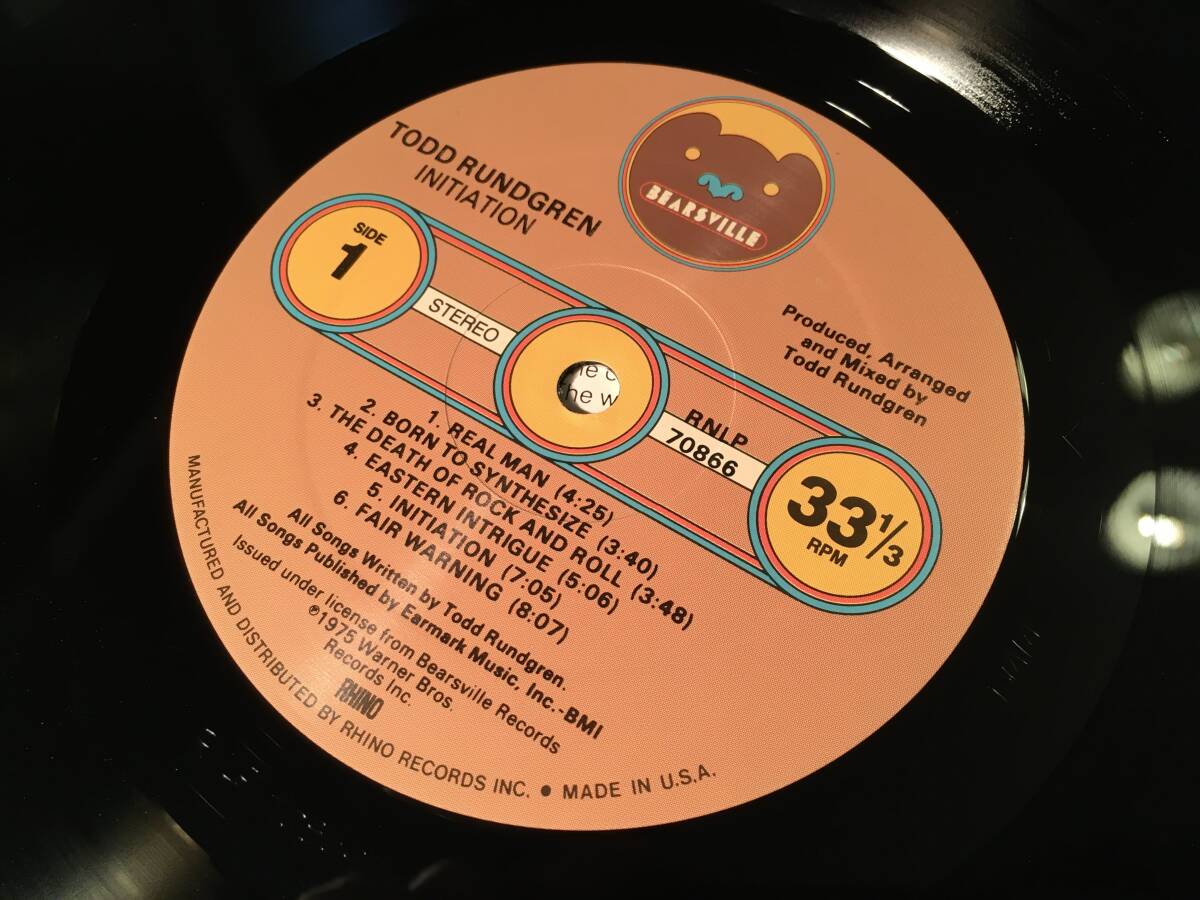 TODD RUNDGREN
INITIATION
BEARSVILLE
SIDE
1
STEREO
Produced, Arranged
and Mixed by
Todd Rundgren
RNLP
70866
33 1/3
RPM
he w
1. REAL MAN (4:25)
2. BORN TO SYNTHESIZE (3:40)
3. THE DEATH OF ROCK AND ROLL (3:48)
4. EASTERN INTRIGUE (5:06)
5. INITIATION (7:05)
6. FAIR WARNING (8:07)
All Songs Written by Todd Rundgren.
All Songs Published by Earmark Music, Inc.-BMI
Issued under license from Bearsville Records
℗1975 Warner Bros.
Records Inc.
RHINO
MANUFACTURED AND DISTRIBUTED BY RHINO RECORDS INC. ● MADE IN U.S.A.